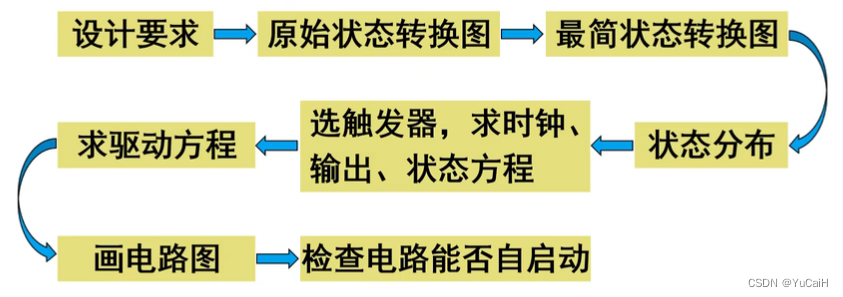 设计要求
原始状态转换图
最简状态转换图
状态分布
选触发器，求时钟、
输出、状态方程
求驱动方程
画电路图
检查电路能否自启动
CSDN @YuCaiH